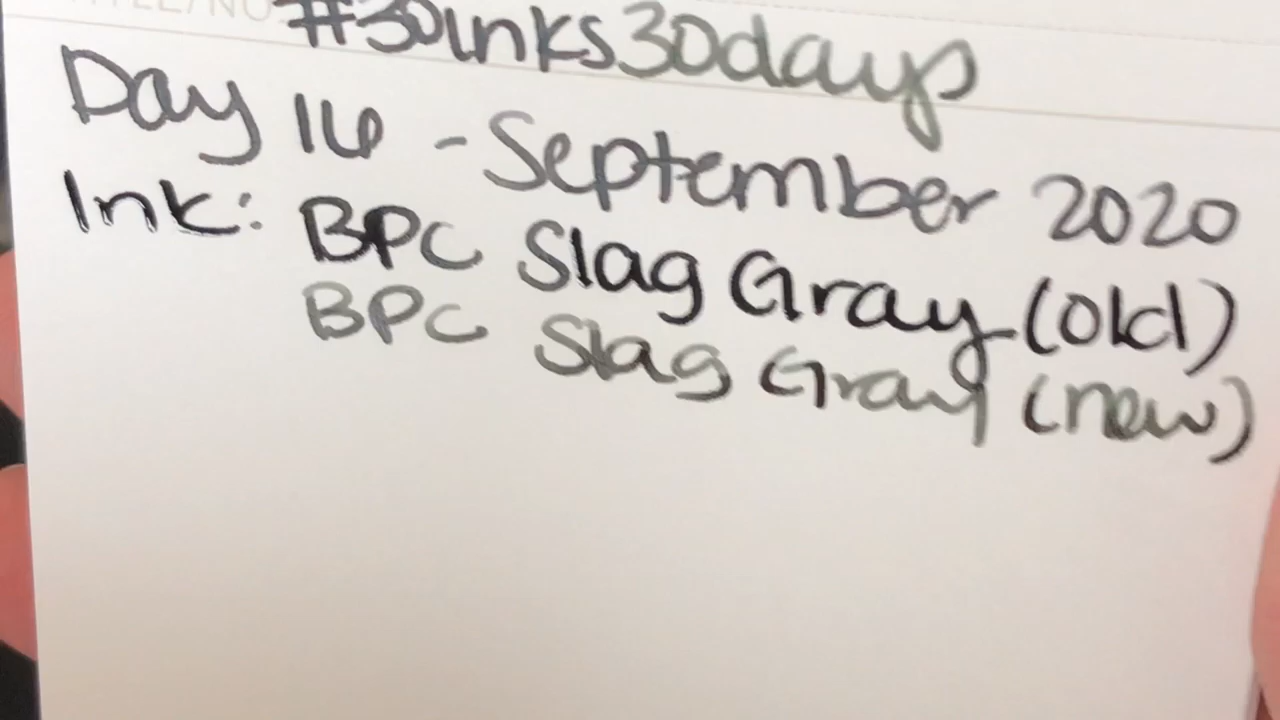 #30inks30days
Day 16 - September 2020
Ink: BPC Slag Gray (old)
BPC Slag Gray (new)